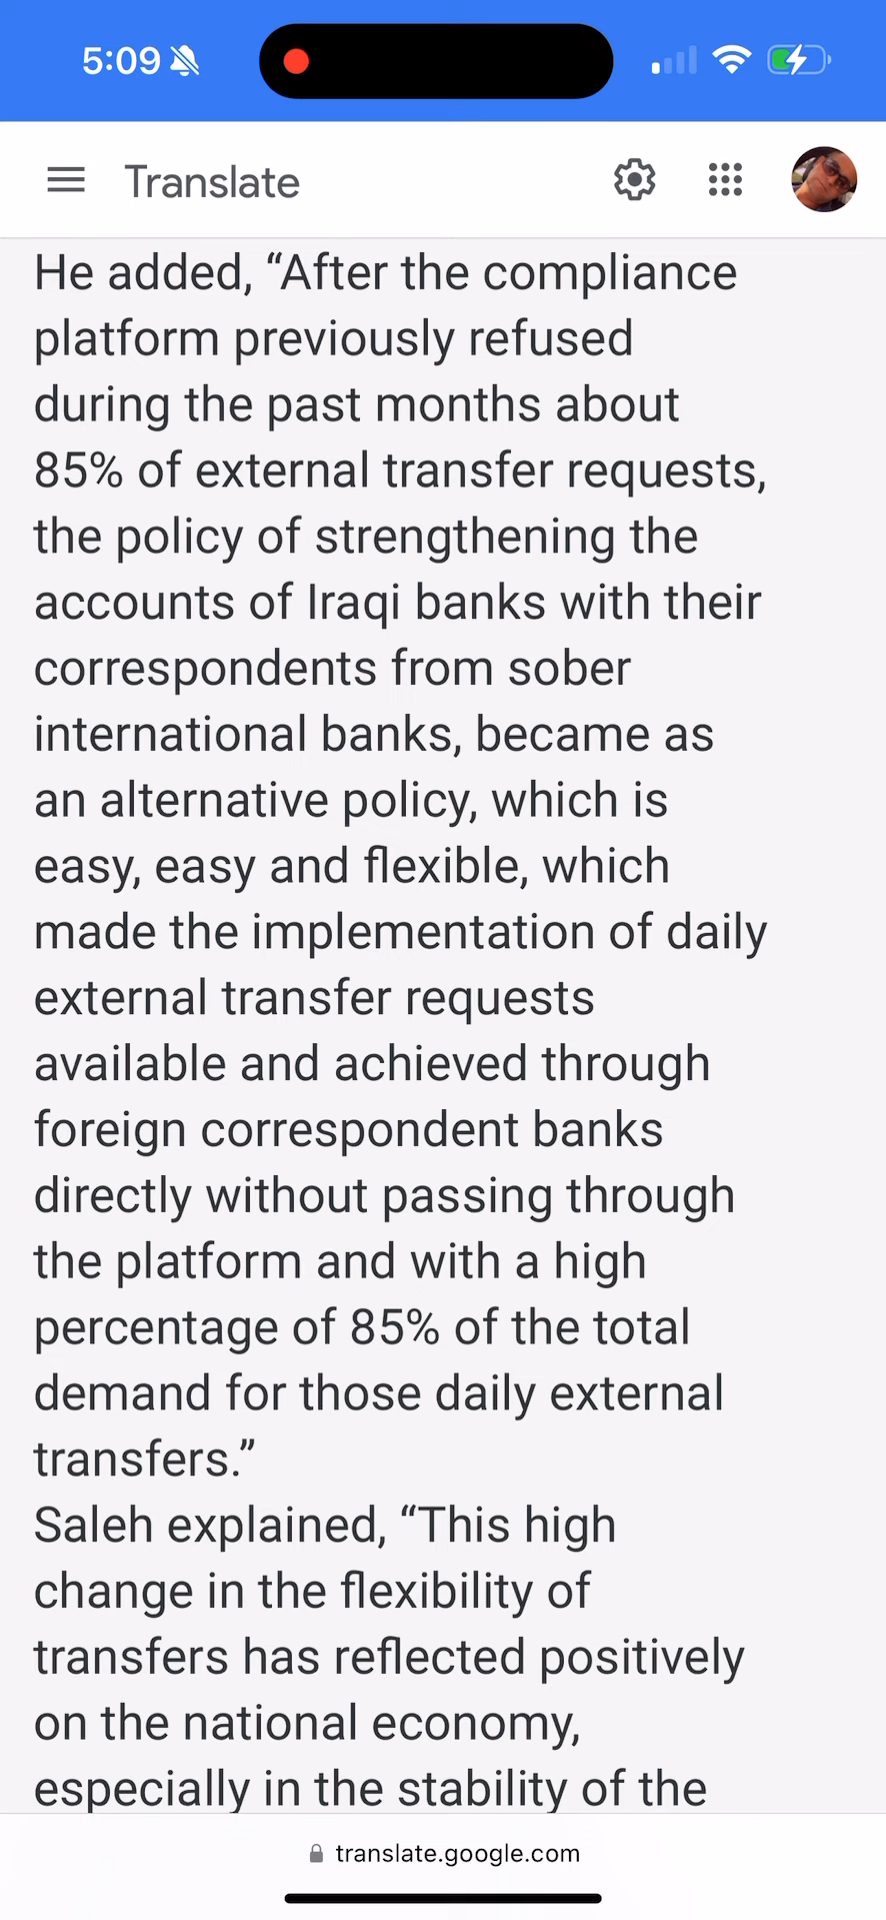 5:09
Translate
He added, “After the compliance
platform previously refused
during the past months about
85% of external transfer requests,
the policy of strengthening the
accounts of Iraqi banks with their
correspondents from sober
international banks, became as
an alternative policy, which is
easy, easy and flexible, which
made the implementation of daily
external transfer requests
available and achieved through
foreign correspondent banks
directly without passing through
the platform and with a high
percentage of 85% of the total
demand for those daily external
transfers.”
Saleh explained, “This high
change in the flexibility of
transfers has reflected positively
on the national economy,
especially in the stability of the
translate.google.com